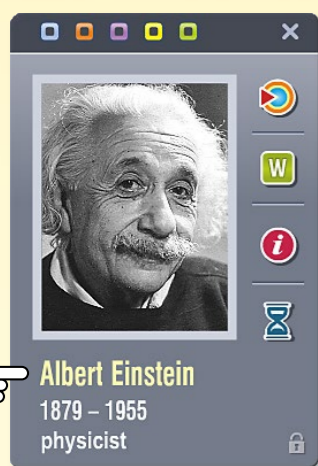 W
i
Albert Einstein
1879 – 1955
physicist